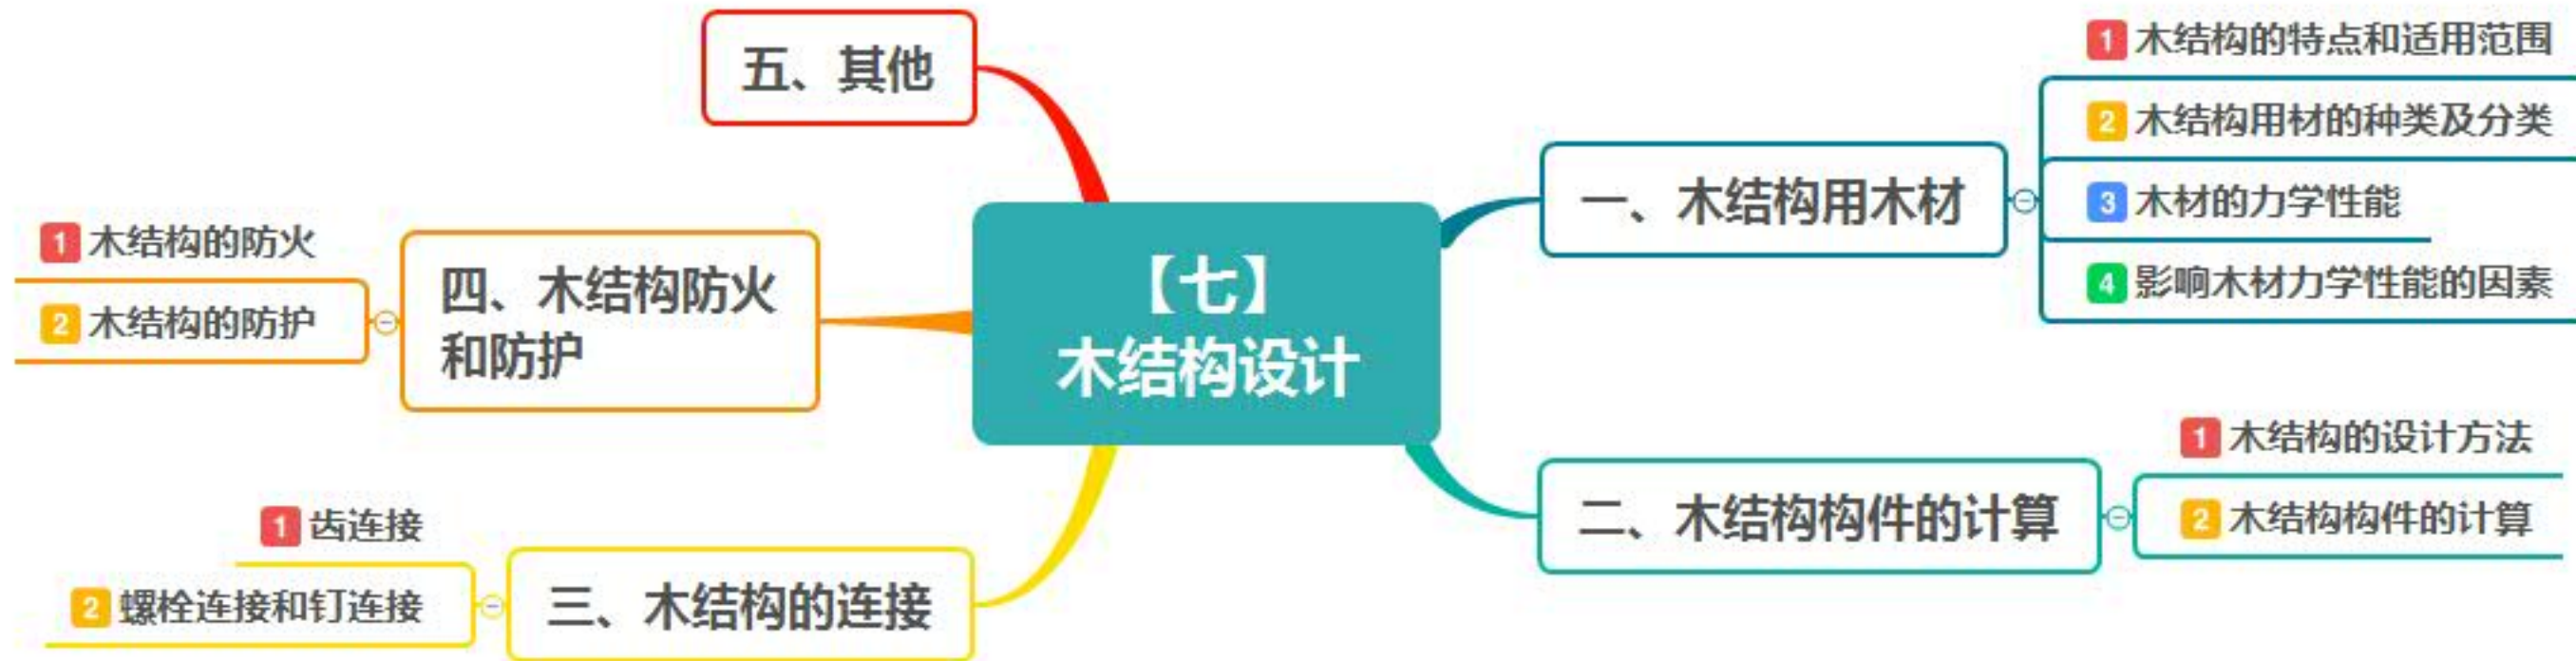 【七】
木结构设计
一、木结构用木材
1 木结构的特点和适用范围
2 木结构用材的种类及分类
3 木材的力学性能
4 影响木材力学性能的因素
二、木结构构件的计算
1 木结构的设计方法
2 木结构构件的计算
三、木结构的连接
1 齿连接
2 螺栓连接和钉连接
四、木结构防火
和防护
1 木结构的防火
2 木结构的防护
五、其他